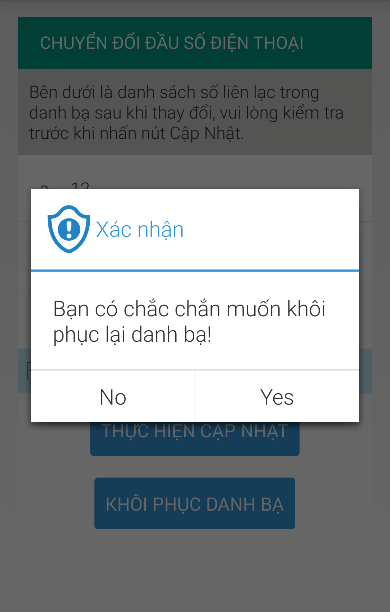 CHUYỂN ĐỔI ĐẦU SỐ ĐIỆN THOẠI
Bên dưới là danh sách số liên lạc trong
danh bạ sau khi thay đổi, vui lòng kiểm tra
trước khi nhấn nút Cập Nhật.
Xác nhận
Bạn có chắc chắn muốn khôi
phục lại danh bạ!
No Yes
THỰC HIỆN CẬP NHẬT
KHÔI PHỤC DANH BẠ